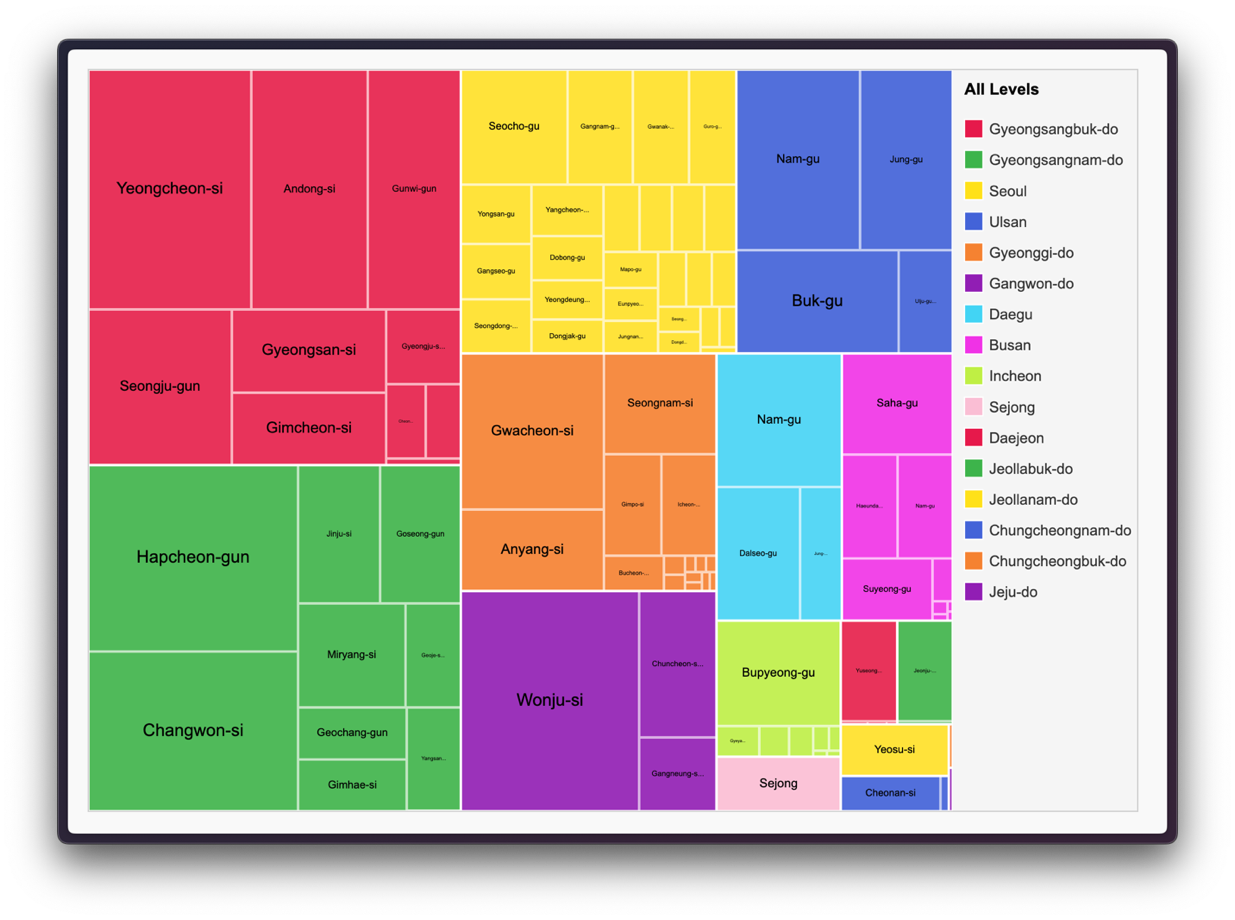 Yeongcheon-si
Andong-si
Gunwi-gun
Seongju-gun
Gyeongsan-si
Gimcheon-si
Gyeongju-s...
Hapcheon-gun
Changwon-si
Jinju-si
Goseong-gun
Miryang-si
Geoje-s...
Geochang-gun
Gimhae-si
Yangsan...
Seocho-gu
Gangnam-g...
Gwanak-...
Guro-g...
Yongsan-gu
Gangseo-gu
Seongdong-...
Yangcheon-...
Dobong-gu
Yeongdeung...
Dongjak-gu
Mapo-gu
Eunpyeo...
Jungnan...
Seong...
Nam-gu
Jung-gu
Buk-gu
Ulju-gu...
Gwacheon-si
Anyang-si
Seongnam-si
Gimpo-si
Icheon-...
Bucheon-...
Wonju-si
Chuncheon-s...
Gangneung-s...
Nam-gu
Dalseo-gu
Jung-...
Saha-gu
Haeunda...
Nam-gu
Suyeong-gu
Bupyeong-gu
Gyeya...
Sejong
Yuseong...
Jeonju-...
Yeosu-si
Cheonan-si
All Levels
Gyeongsangbuk-do
Gyeongsangnam-do
Seoul
Ulsan
Gyeonggi-do
Gangwon-do
Daegu
Busan
Incheon
Sejong
Daejeon
Jeollabuk-do
Jeollanam-do
Chungcheongnam-do
Chungcheongbuk-do
Jeju-do